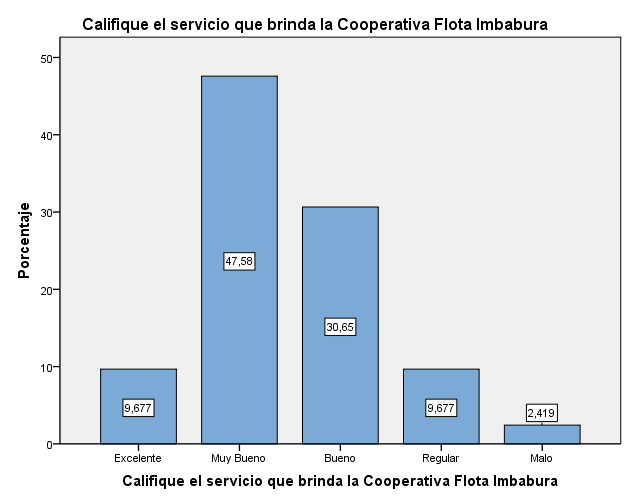 Califique el servicio que brinda la Cooperativa Flota Imbabura
Porcentaje
50
40
30
20
10
0
9,677
47,58
30,65
9,677
2,419
Excelente
Muy Bueno
Bueno
Regular
Malo
Califique el servicio que brinda la Cooperativa Flota Imbabura